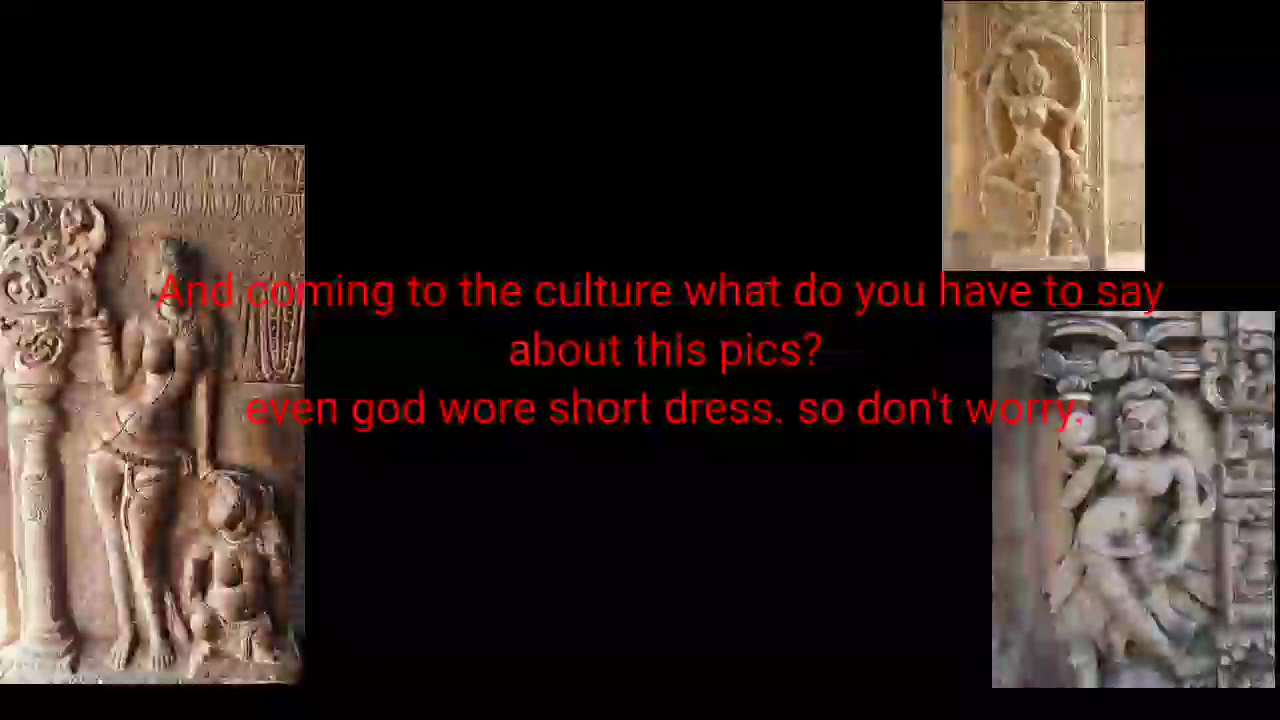 And coming to the culture what do you have to say
about this pics?
even god wore short dress. so don't worry.